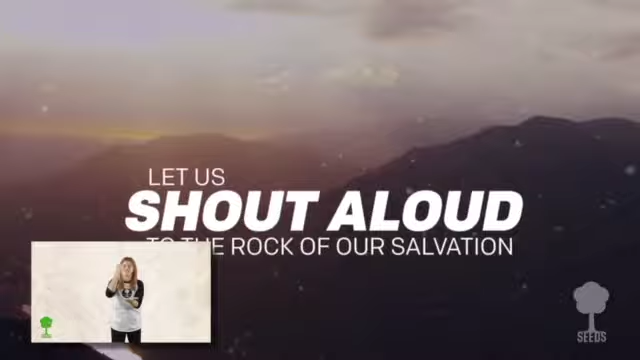 LET US
SHOUT ALOUD
TO THE ROCK OF OUR SALVATION
SEEDS